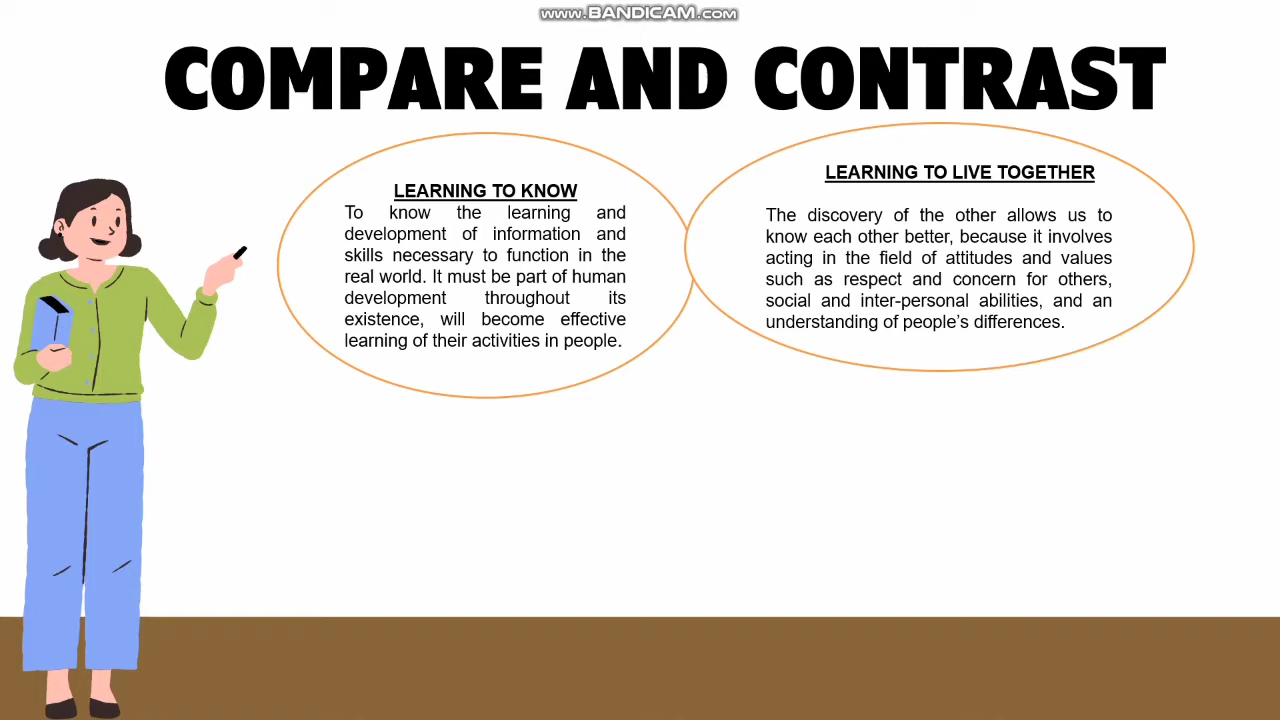 www.BANDICAM.com
COMPARE AND CONTRAST
LEARNING TO KNOW
To know the learning and
development of information and
skills necessary to function in the
real world. It must be part of human
development throughout its
existence, will become effective
learning of their activities in people.
LEARNING TO LIVE TOGETHER
The discovery of the other allows us to
know each other better, because it involves
acting in the field of attitudes and values
such as respect and concern for others,
social and inter-personal abilities, and an
understanding of people’s differences.